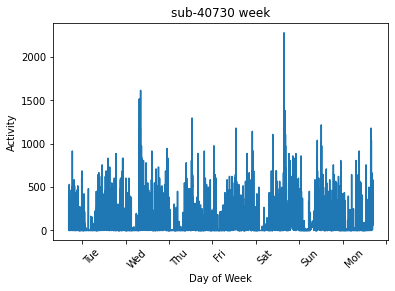 sub-40730 week
2000
1500
1000
500
0
Activity
Tue
Wed
Thu
Fri
Sat
Sun
Mon
Day of Week